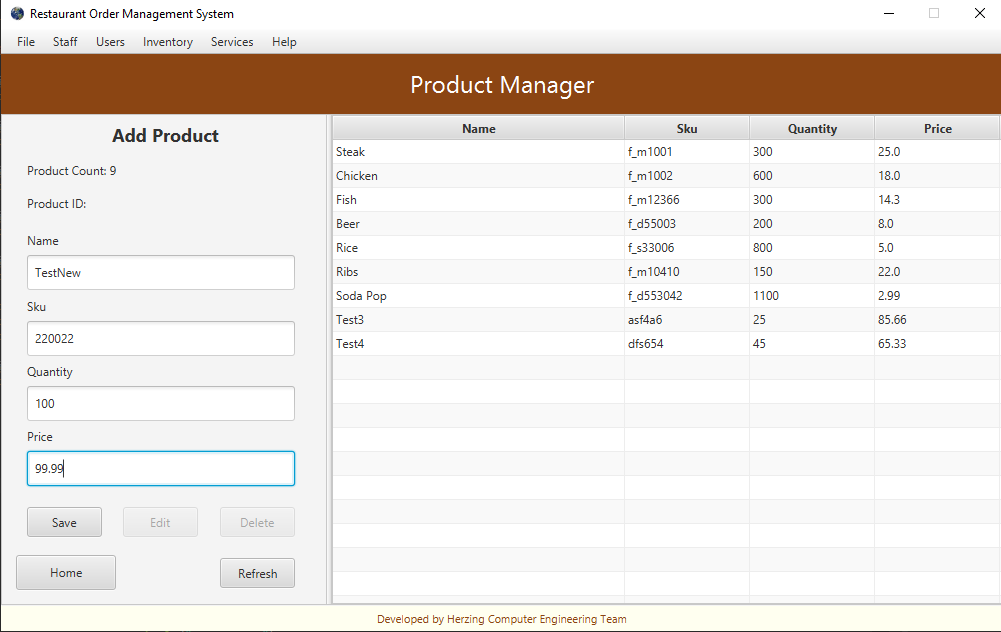 Restaurant Order Management System
File Staff Users Inventory Services Help
Product Manager
Add Product
Product Count: 9
Product ID:
Name
TestNew
Sku
220022
Quantity
100
Price
99.99
Save Edit Delete
Home Refresh
Name Sku Quantity Price
Steak f_m1001 300 25.0
Chicken f_m1002 600 18.0
Fish f_m12366 300 14.3
Beer f_d55003 200 8.0
Rice f_s33006 800 5.0
Ribs f_m10410 150 22.0
Soda Pop f_d553042 1100 2.99
Test3 asf4a6 25 85.66
Test4 dfs654 45 65.33
Developed by Herzing Computer Engineering Team